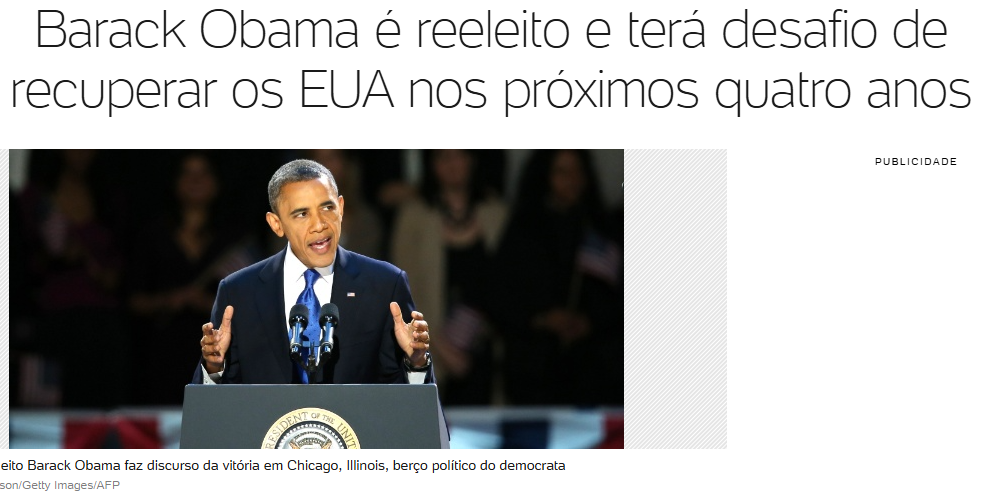 Barack Obama é reeleito e terá desafio de
recuperar os EUA nos próximos quatro anos
PUBLICIDADE
PRESIDENT OF THE UNIT
eito Barack Obama faz discurso da vitória em Chicago, Illinois, berço político do democrata
son/Getty Images/AFP